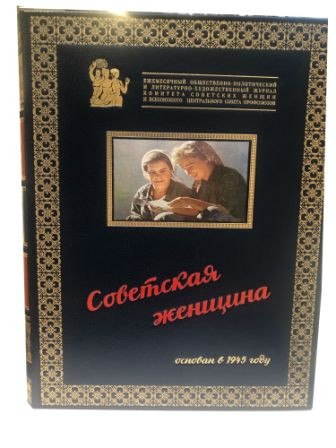 ЕЖЕМЕСЯЧНЫЙ ОБЩЕСТВЕННО-ПОЛИТИЧЕСКИЙ
И ЛИТЕРАТУРНО-ХУДОЖЕСТВЕННЫЙ ЖУРНАЛ
КОМИТЕТА СОВЕТСКИХ ЖЕНЩИН
И ВСЕСОЮЗНОГО ЦЕНТРАЛЬНОГО СОВЕТА ПРОФСОЮЗОВ
Советская
женщина
основан в 1945 году